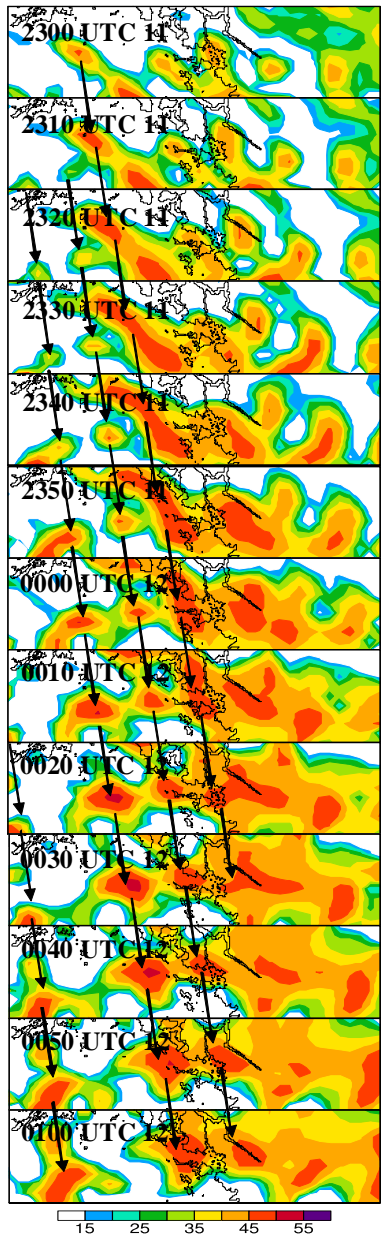 2300 UTC 11
2310 UTC 11
2320 UTC 11
2330 UTC 11
2340 UTC 11
2350 UTC 11
0000 UTC 12
0010 UTC 12
0020 UTC 12
0030 UTC 12
0040 UTC 12
0050 UTC 12
0100 UTC 12
15 25 35 45 55